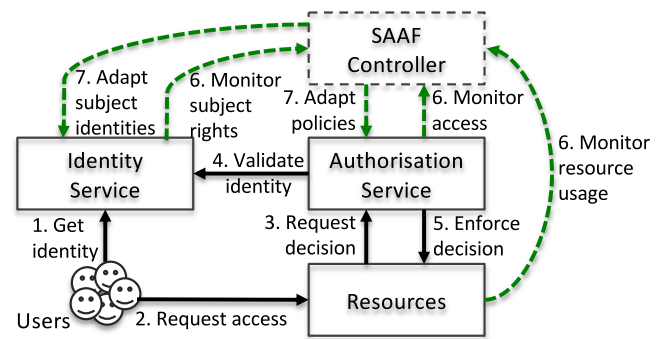 SAAF
Controller
7. Adapt
subject
identities
6. Monitor
subject
rights
7. Adapt
policies
6. Monitor
access
6. Monitor
resource
usage
Identity
Service
4. Validate
identity
Authorisation
Service
1. Get
identity
3. Request
decision
5. Enforce
decision
Users
2. Request access
Resources